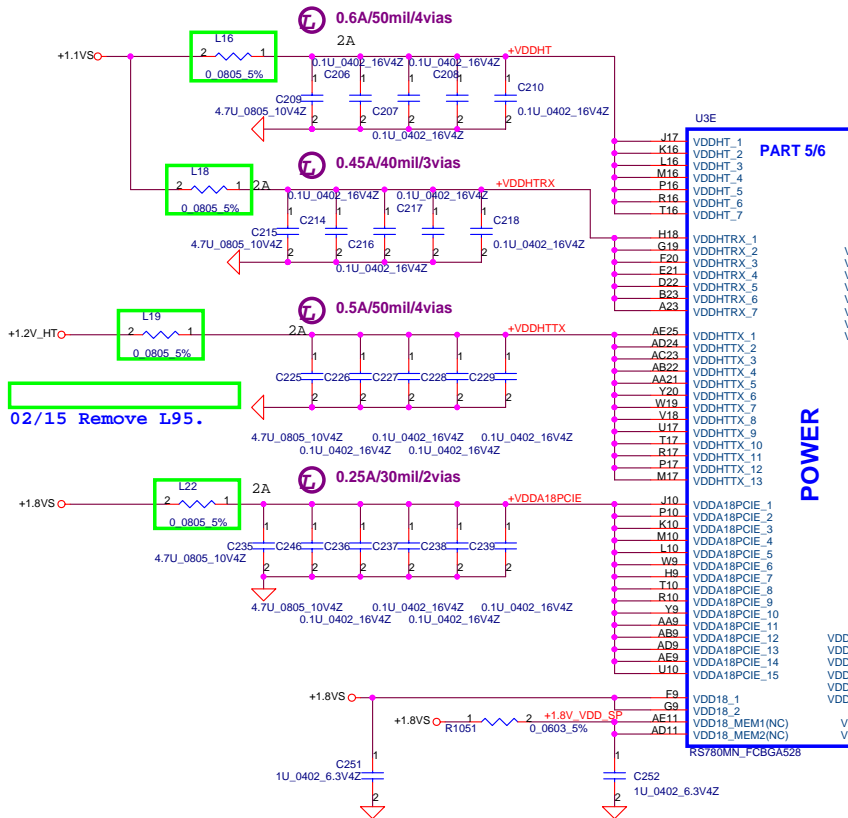 0.6A/50mil/4vias
L16
2A
+1.1VS
2 1
+VDDHT
0_0805_5%
0.1U_0402_16V4Z 0.1U_0402_16V4Z
C206 C208
C209 C207 C210
4.7U_0805_10V4Z 0.1U_0402_16V4Z
0.1U_0402_16V4Z
U3E
PART 5/6
J17 VDDHT_1
K16 VDDHT_2
L16 VDDHT_3
M16 VDDHT_4
P16 VDDHT_5
R16 VDDHT_6
T16 VDDHT_7
0.45A/40mil/3vias
L18
2 1 2A
+VDDHTRX
0_0805_5%
0.1U_0402_16V4Z 0.1U_0402_16V4Z
C214 C217
C215 C216 C218
4.7U_0805_10V4Z 0.1U_0402_16V4Z
0.1U_0402_16V4Z
H18 VDDHTRX_1
G19 VDDHTRX_2
F20 VDDHTRX_3
E21 VDDHTRX_4
D22 VDDHTRX_5
B23 VDDHTRX_6
A23 VDDHTRX_7
0.5A/50mil/4vias
L19
+1.2V_HT
2 1
2A
+VDDHTTX
0_0805_5%
C225 C226 C227 C228 C229
4.7U_0805_10V4Z 0.1U_0402_16V4Z 0.1U_0402_16V4Z
0.1U_0402_16V4Z 0.1U_0402_16V4Z
02/15 Remove L95.
AE25 VDDHTTX_1
AD24 VDDHTTX_2
AC23 VDDHTTX_3
AB22 VDDHTTX_4
AA21 VDDHTTX_5
Y20 VDDHTTX_6
W19 VDDHTTX_7
V18 VDDHTTX_8
U17 VDDHTTX_9
T17 VDDHTTX_10
R17 VDDHTTX_11
P17 VDDHTTX_12
M17 VDDHTTX_13
POWER
0.25A/30mil/2vias
L22
+1.8VS
2 1
2A
+VDDA18PCIE
0_0805_5%
C235 C246 C236 C237 C238 C239
4.7U_0805_10V4Z
4.7U_0805_10V4Z 0.1U_0402_16V4Z 0.1U_0402_16V4Z
0.1U_0402_16V4Z 0.1U_0402_16V4Z
J10 VDDA18PCIE_1
P10 VDDA18PCIE_2
K10 VDDA18PCIE_3
M10 VDDA18PCIE_4
L10 VDDA18PCIE_5
W9 VDDA18PCIE_6
H9 VDDA18PCIE_7
T10 VDDA18PCIE_8
R10 VDDA18PCIE_9
Y9 VDDA18PCIE_10
AA9 VDDA18PCIE_11
AB9 VDDA18PCIE_12
AD9 VDDA18PCIE_13
AE9 VDDA18PCIE_14
U10 VDDA18PCIE_15
+1.8VS
F9 VDD18_1
G9 VDD18_2
AE11 VDD18_MEM1(NC)
AD11 VDD18_MEM2(NC)
+1.8VS
1 2
+1.8V_VDD_SP
R1051 0_0603_5%
RS780MN_FCBGA528
C251
1U_0402_6.3V4Z
C252
1U_0402_6.3V4Z